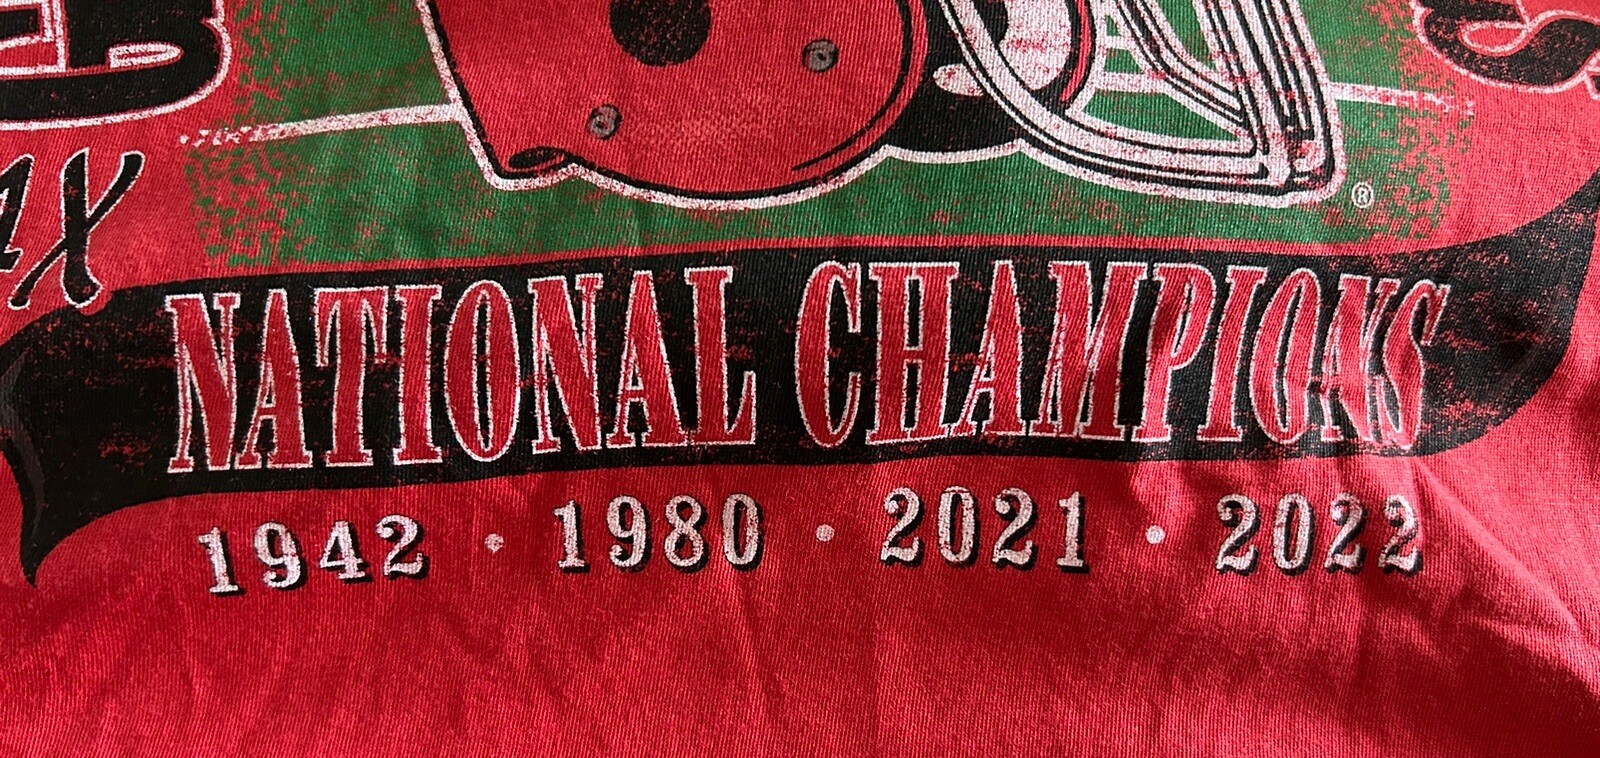 ®
NATIONAL CHAMPIONS
1942 • 1980 • 2021 • 2022